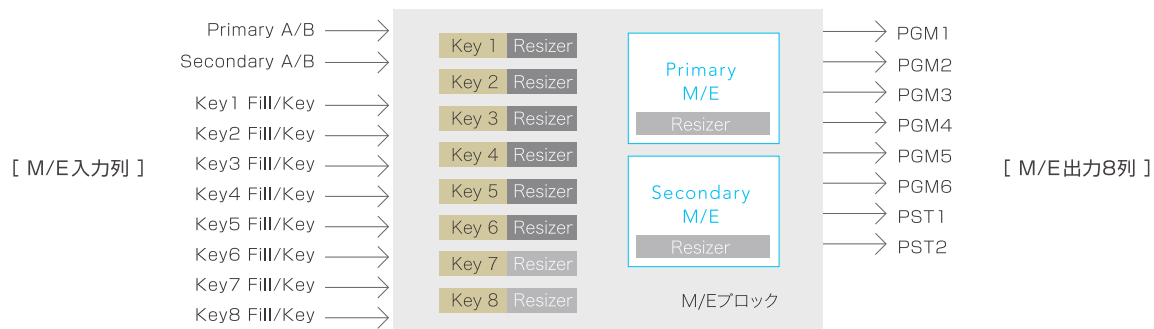 [ M/E入力列 ]
Primary A/B
Secondary A/B
Key1 Fill/Key
Key2 Fill/Key
Key3 Fill/Key
Key4 Fill/Key
Key5 Fill/Key
Key6 Fill/Key
Key7 Fill/Key
Key8 Fill/Key
Key 1 Resizer
Key 2 Resizer
Key 3 Resizer
Key 4 Resizer
Key 5 Resizer
Key 6 Resizer
Key 7 Resizer
Key 8 Resizer
Primary
M/E
Resizer
Secondary
M/E
Resizer
M/Eブロック
PGM1
PGM2
PGM3
PGM4
PGM5
PGM6
PST1
PST2
[ M/E出力8列 ]